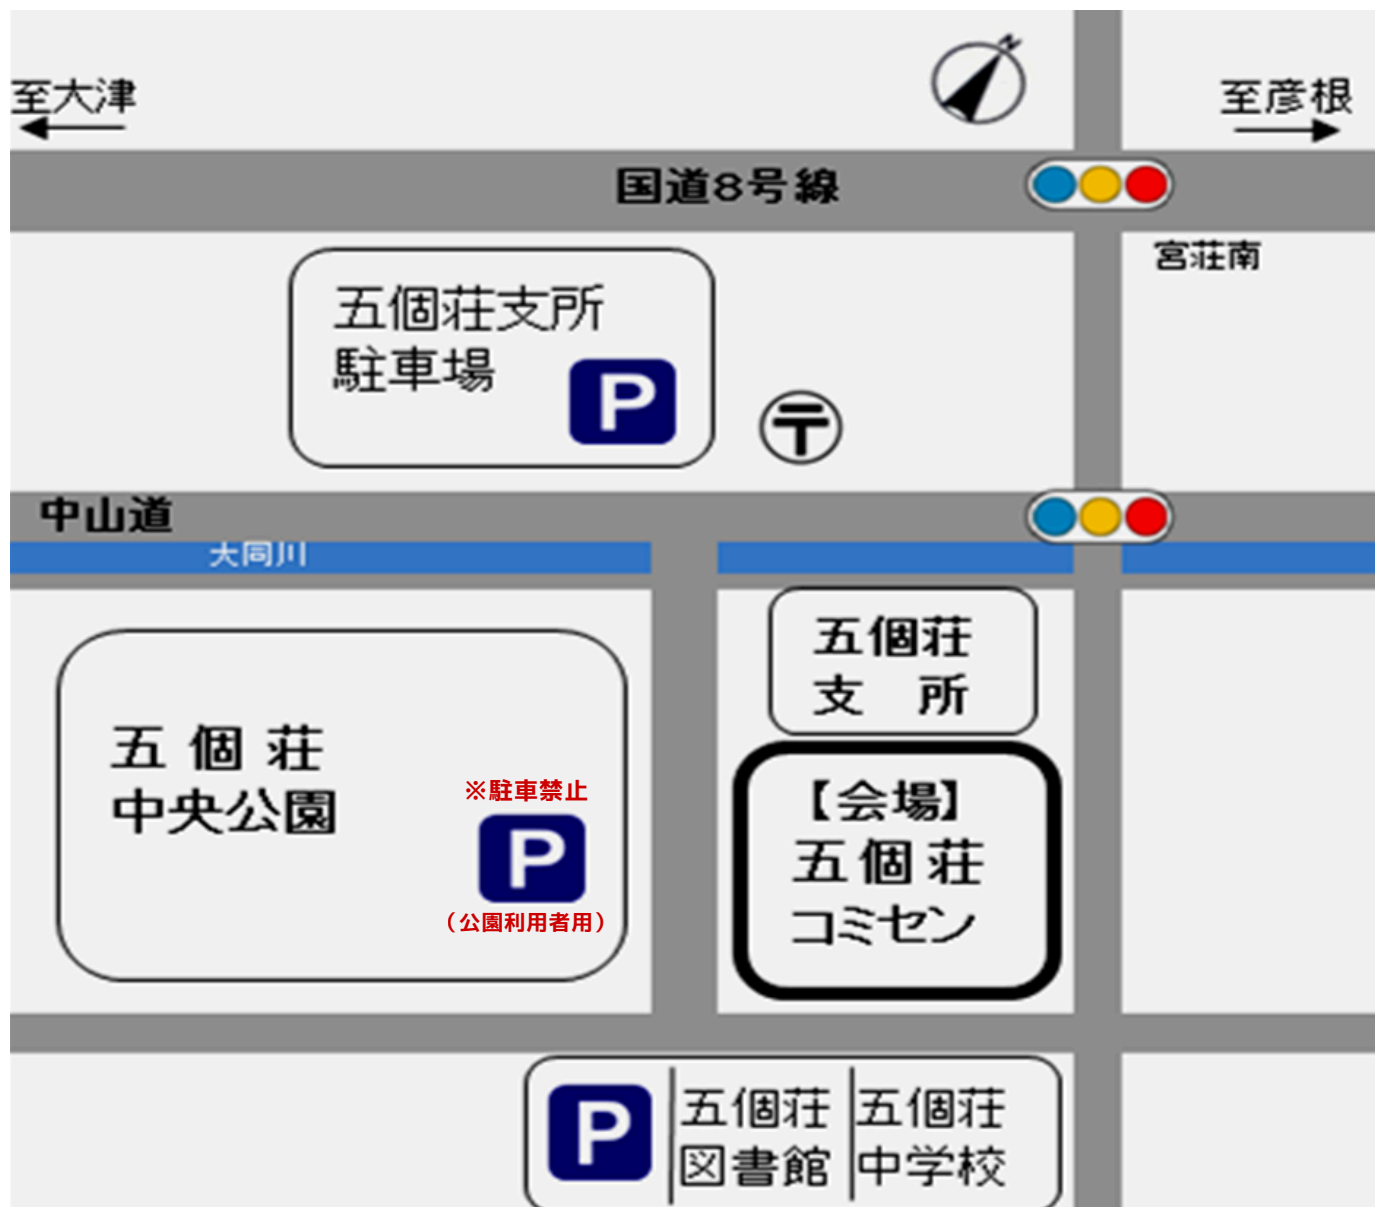 N
至大津
至彦根
国道8号線
宮荘南
五個荘支所
駐車場
P
〒
中山道
大同川
五個荘
支 所
五 個 荘
中央公園
※駐車禁止
P
(公園利用者用)
【会場】
五個荘
コミセン
P
五個荘
図書館
五個荘
中学校